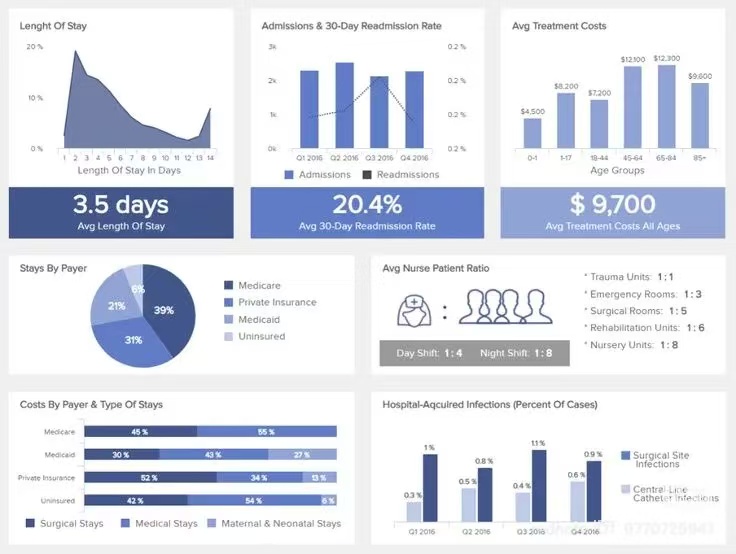 Lenght Of Stay
20 %
10 %
0 %
1 2 3 4 5 6 7 8 9 10 11 12 13 14
Length Of Stay In Days
3.5 days
Avg Length Of Stay
Admissions & 30-Day Readmission Rate
3k 0.2 %
2k 0.2 %
1k 0.2 %
0k 0.2 %
Q1 2016 Q2 2016 Q3 2016 Q4 2016
Admissions Readmissions
20.4%
Avg 30-Day Readmission Rate
Avg Treatment Costs
$4,500 $8,200 $7,200 $12,100 $12,300 $9,600
0-1 1-17 18-44 45-64 65-84 85+
Age Groups
$ 9,700
Avg Treatment Costs All Ages
Stays By Payer
39%
31%
21%
6%
Medicare
Private Insurance
Medicaid
Uninsured
Avg Nurse Patient Ratio
:
Day Shift: 1 : 4 Night Shift: 1 : 8
* Trauma Units: 1 : 1
* Emergency Rooms: 1 : 3
* Surgical Rooms: 1 : 5
* Rehabilitation Units: 1 : 6
* Nursery Units: 1 : 8
Costs By Payer & Type Of Stays
Medicare 45 % 55 %
Medicaid 30 % 43 % 27 %
Private Insurance 52 % 34 % 13 %
Uninsured 42 % 54 % 6 %
Surgical Stays Medical Stays Maternal & Neonatal Stays
Hospital-Aqcuired Infections (Percent Of Cases)
0.3 % 1 % 0.5 % 0.8 % 0.4 % 1.1 % 0.6 % 0.9 %
Q1 2016 Q2 2016 Q3 2016 Q4 2016
Surgical Site
Infections
Central-Line
Catheter Infections